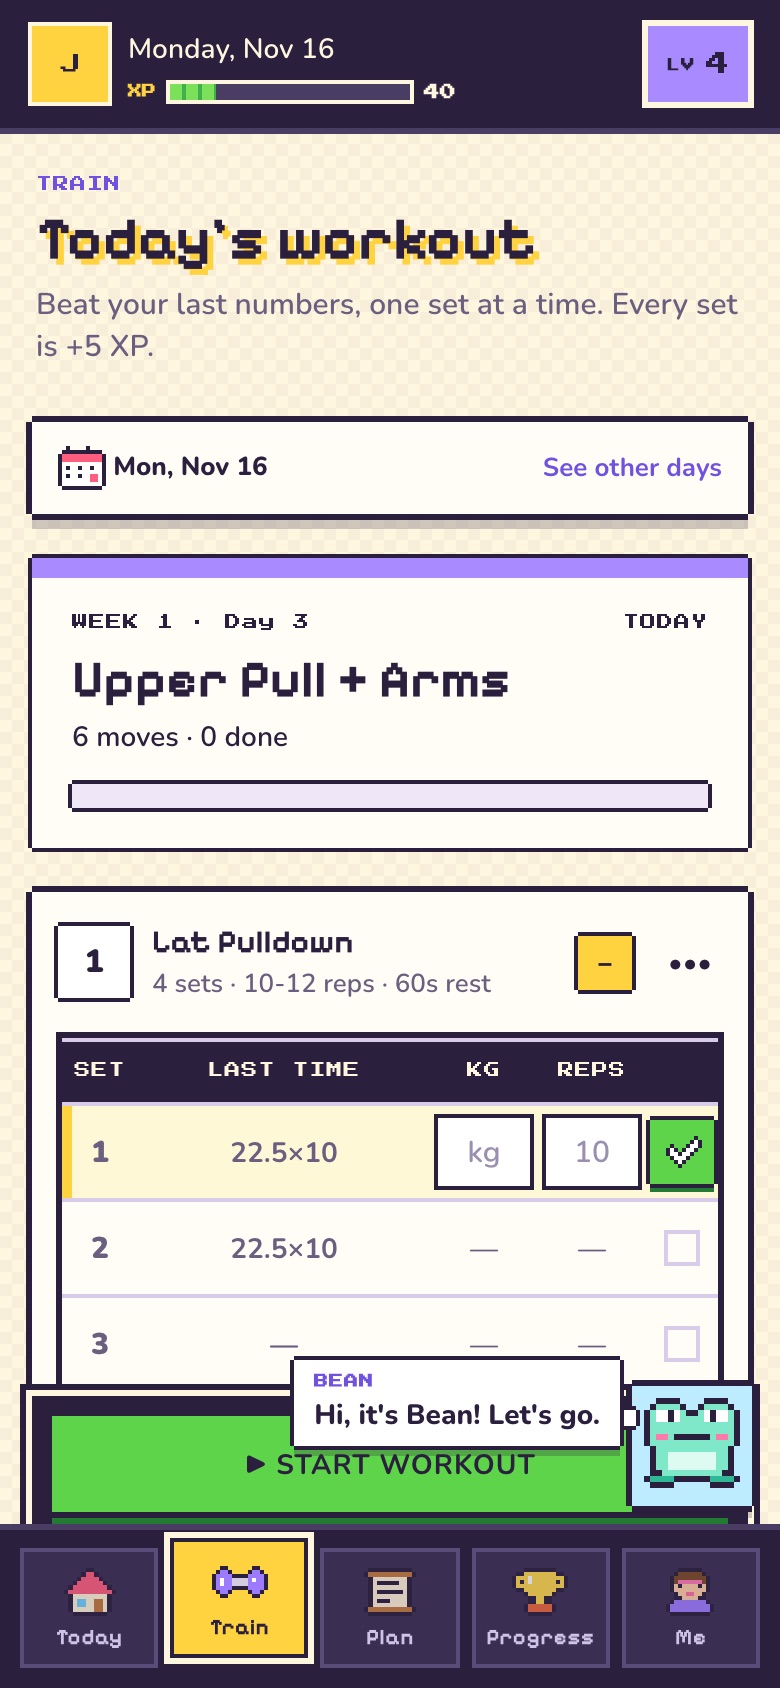 J
Monday, Nov 16
XP 40
LV 4
TRAIN
Today's workout
Beat your last numbers, one set at a time. Every set
is +5 XP.
Mon, Nov 16 See other days
WEEK 1 · Day 3 TODAY
Upper Pull + Arms
6 moves · 0 done
1 Lat Pulldown
4 sets · 10-12 reps · 60s rest
–
•••
SET LAST TIME KG REPS
1 22.5×10 kg 10
2 22.5×10 — —
3 — — —
BEAN
Hi, it's Bean! Let's go.
START WORKOUT
Today Train Plan Progress Me